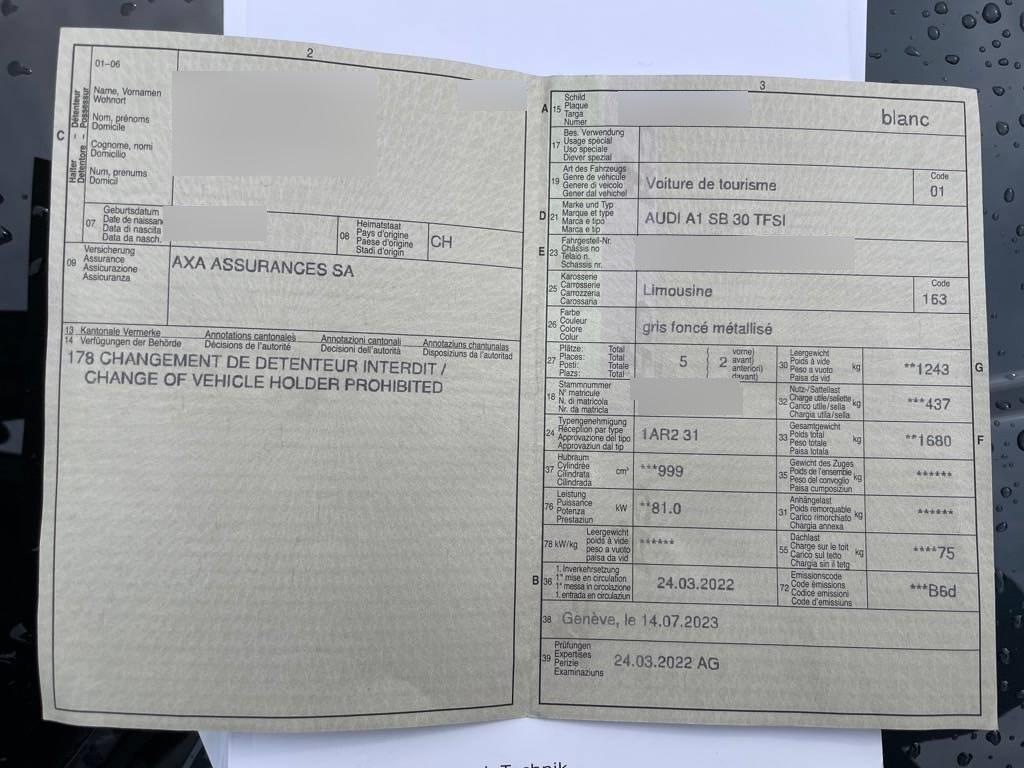 2
01-06
Name, Vornamen
Wohnort
Nom, prénoms
Domicile
Cognome, nomi
Domicilio
Num, prenums
Domicil
C
Halter - Détenteur
Detentore - Possessur
07
Geburtsdatum
Date de naissan
Data di nascita
Data da nasch.
08
Heimatstaat
Pays d'origine
Paese d'origine
Stadi d'origin
CH
09
Versicherung
Assurance
Assicurazione
Assicuranza
AXA ASSURANCES SA
13 Kantonale Vermerke Annotations cantonales Annotazioni cantonali Annotaziuns chantunalas
14 Verfügungen der Behörde Décisions de l'autorité Decisioni dell'autorità Disposiziuns da l'autoritad
178 CHANGEMENT DE DETENTEUR INTERDIT /
CHANGE OF VEHICLE HOLDER PROHIBITED
3
A 15
Schild
Plaque
Targa
Numer
blanc
17
Bes. Verwendung
Usage spécial
Uso speciale
Diever spezial
19
Art des Fahrzeugs
Genre de véhicule
Genere di veicolo
Gener dal vehichel
Voiture de tourisme
Code
01
D 21
Marke und Typ
Marque et type
Marca e tipo
Marca e tip
AUDI A1 SB 30 TFSI
E 23
Fahrgestell-Nr.
Châssis no
Telaio n.
Schassis nr.
25
Karosserie
Carrosserie
Carrozzeria
Carossaria
Limousine
Code
163
26
Farbe
Couleur
Colore
Colur
gris foncé métallisé
27
Plätze: Total
Places: Total
Posti: Totale
Plazs: Total
5
2
vorne)
avant)
anteriori)
davant)
30
Leergewicht
Poids à vide
Peso a vuoto
Paisa da vid
kg
**1243
G
18
Stammnummer
N° matricule
N. di matricola
Nr. da matricla
32
Nutz-/Sattellast
Charge utile/sellette
Carico utile/sella
Chargia utila/sella
kg
***437
24
Typengenehmigung
Réception par type
Approvazione del tipo
Approvaziun dal tip
1AR2 31
33
Gesamtgewicht
Poids total
Peso totale
Paisa totala
kg
**1680
F
37
Hubraum
Cylindrée
Cilindrata
Cilindrada
cm³
***999
35
Gewicht des Zuges
Poids de l'ensemble
Peso del convoglio
Paisa cumposiziun
kg
******
76
Leistung
Puissance
Potenza
Prestaziun
kW
**81.0
31
Anhängelast
Poids remorquable
Carico rimorchiato
Chargia annexa
kg
******
78 kW/kg
Leergewicht
poids à vide
peso a vuoto
paisa da vid
******
55
Dachlast
Charge sur le toit
Carico sul tetto
Chargia sin il tetg
kg
****75
B 36
1. Inverkehrsetzung
1re mise en circulation
1a messa in circolazione
1. entrada en circulaziun
24.03.2022
72
Emissionscode
Code émissions
Codice emissioni
Code d'emissiuns
***B6d
38
Genève, le 14.07.2023
39
Prüfungen
Expertises
Perizie
Examinaziuns
24.03.2022 AG
Technik